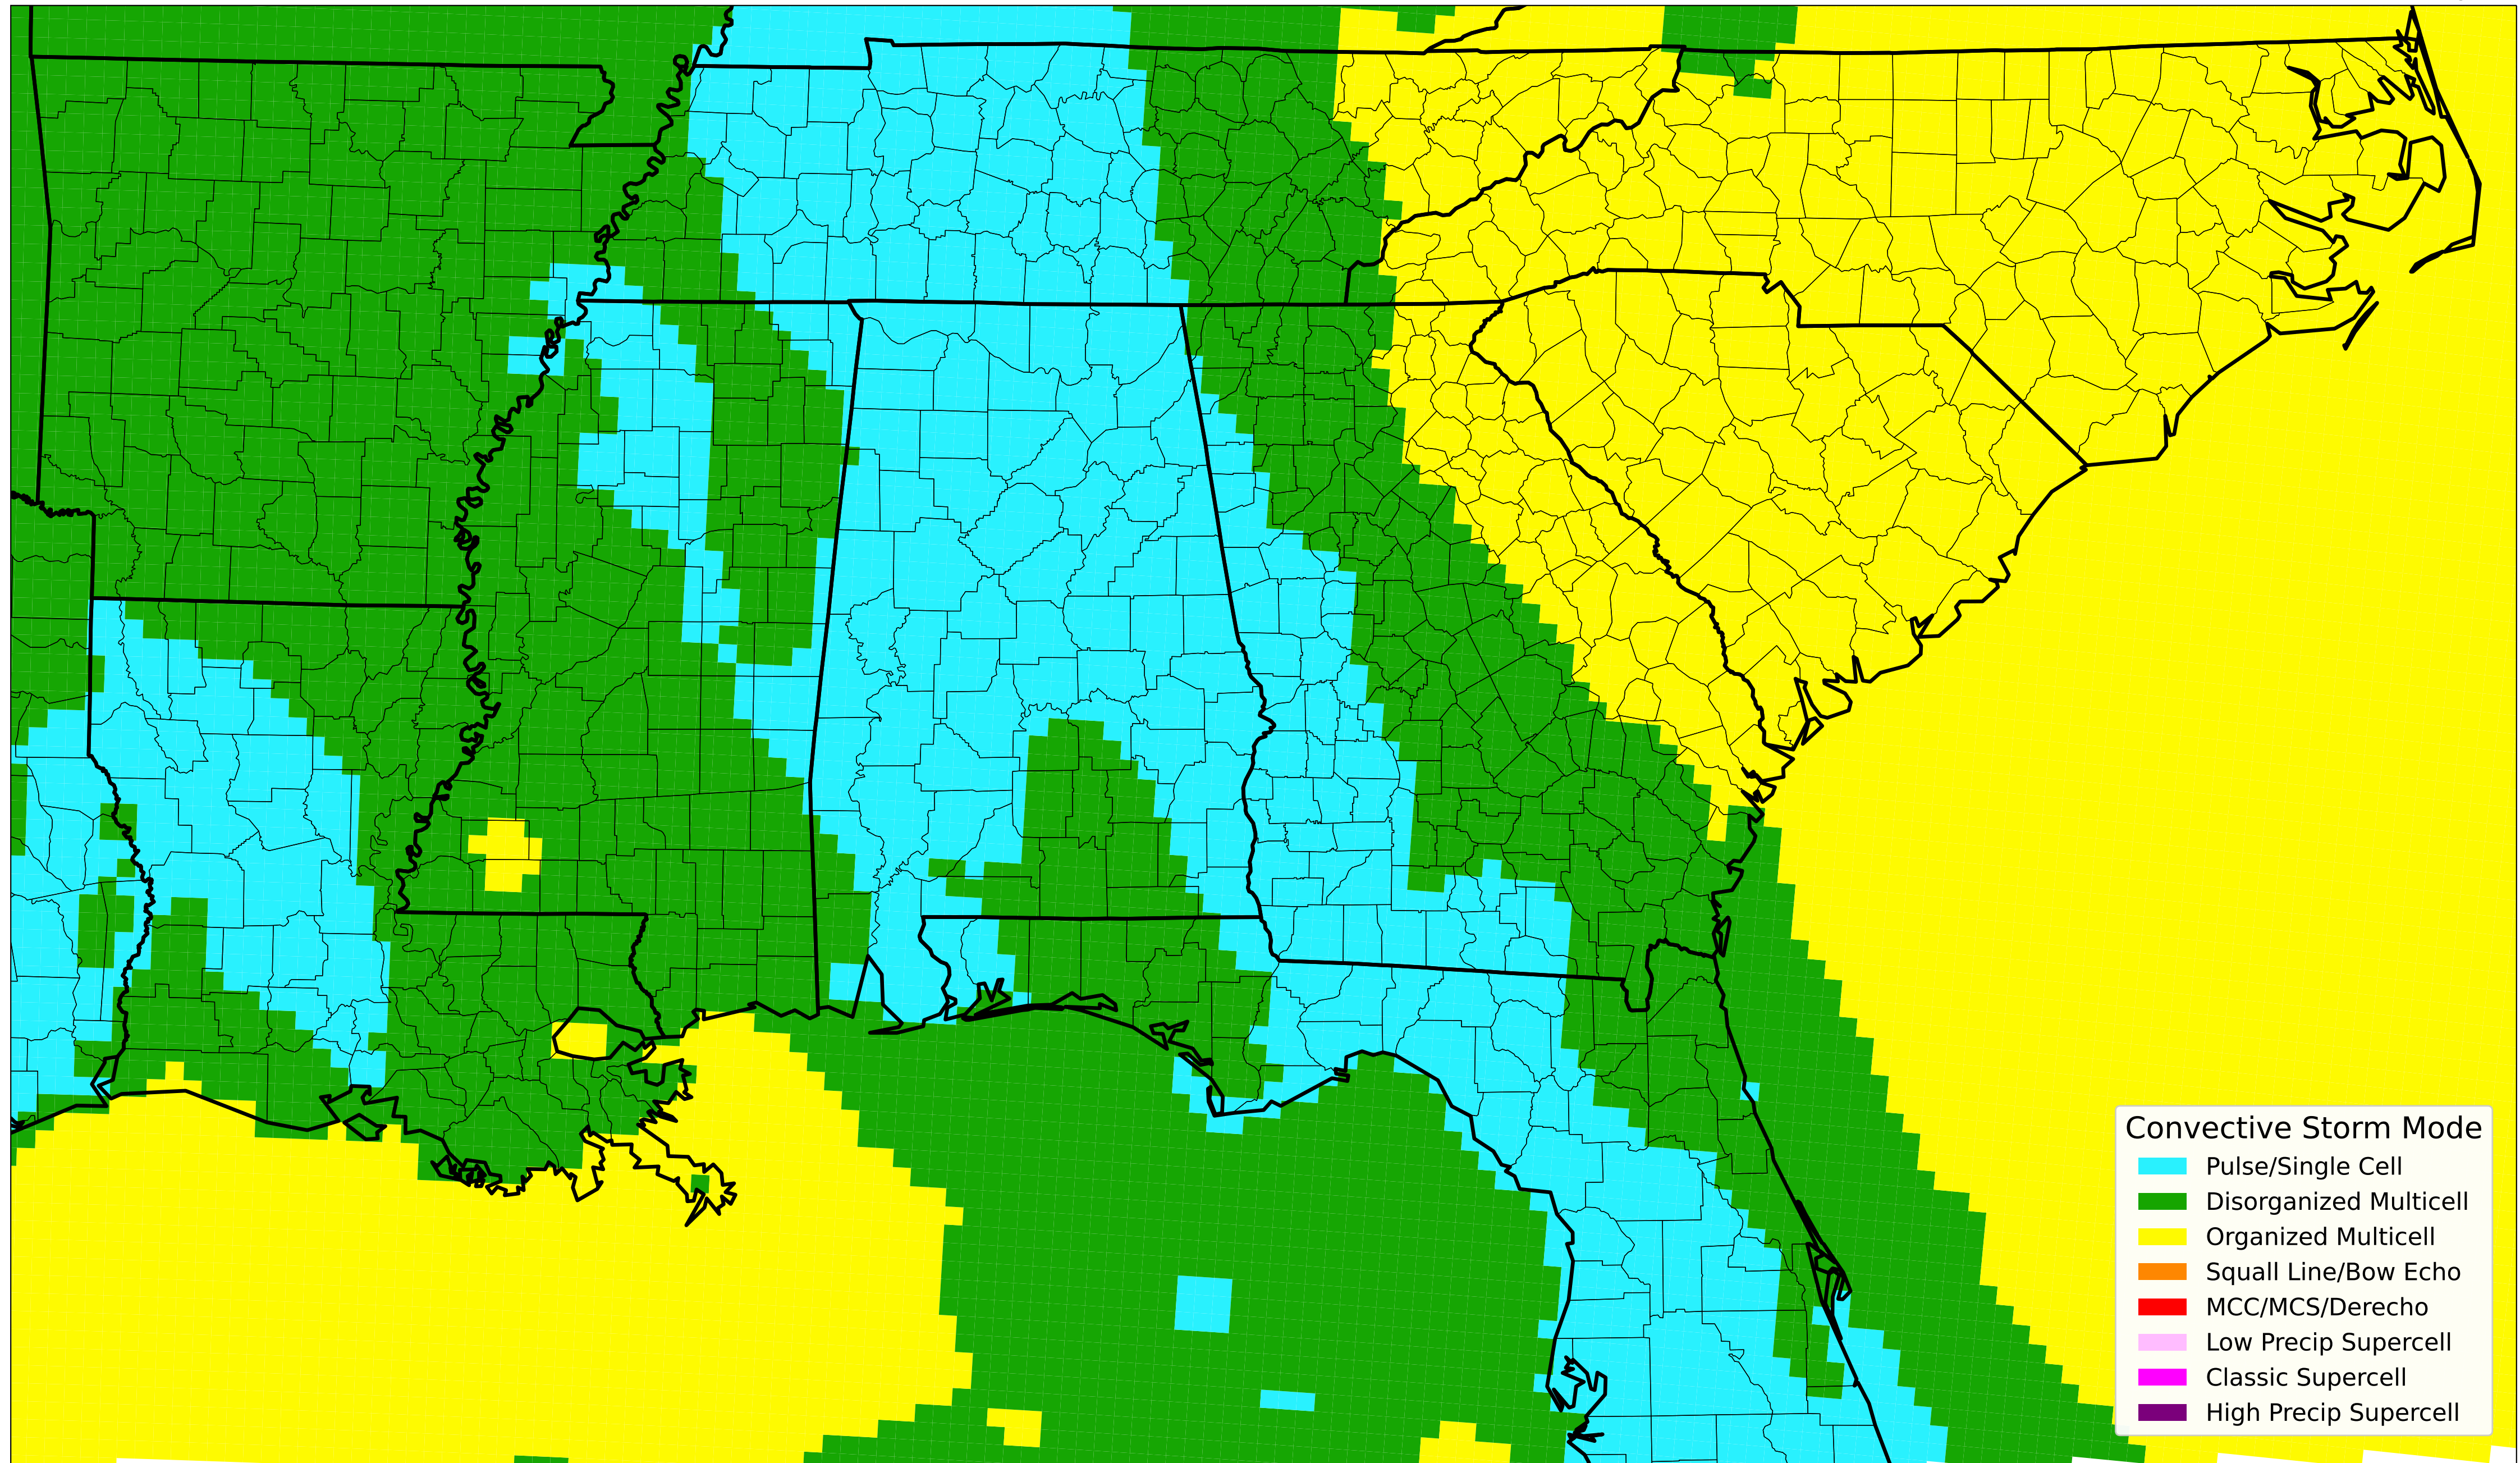 Convective Storm Mode
Pulse/Single Cell
Disorganized Multicell
Organized Multicell
Squall Line/Bow Echo
MCC/MCS/Derecho
Low Precip Supercell
Classic Supercell
High Precip Supercell